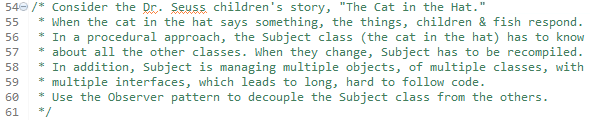 54 /* Consider the Dr. Seuss children's story, "The Cat in the Hat."
55  * When the cat in the hat says something, the things, children & fish respond.
56  * In a procedural approach, the Subject class (the cat in the hat) has to know
57  * about all the other classes. When they change, Subject has to be recompiled.
58  * In addition, Subject is managing multiple objects, of multiple classes, with
59  * multiple interfaces, which leads to long, hard to follow code.
60  * Use the Observer pattern to decouple the Subject class from the others.
61  */